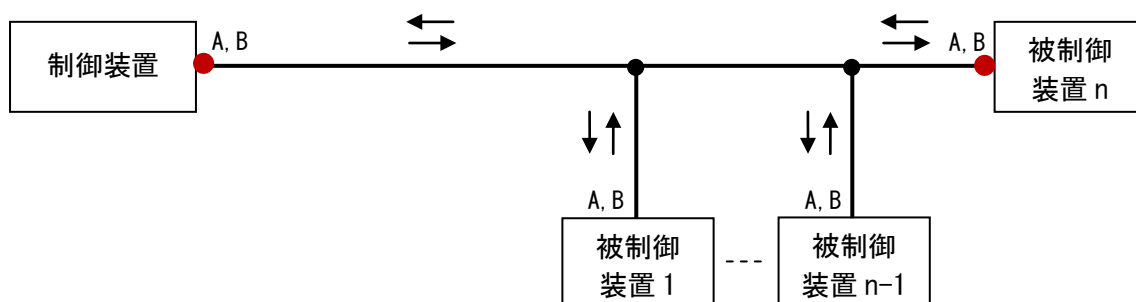 制御装置
A, B
A, B
被制御
装置 n
A, B
被制御
装置 1
---
A, B
被制御
装置 n-1